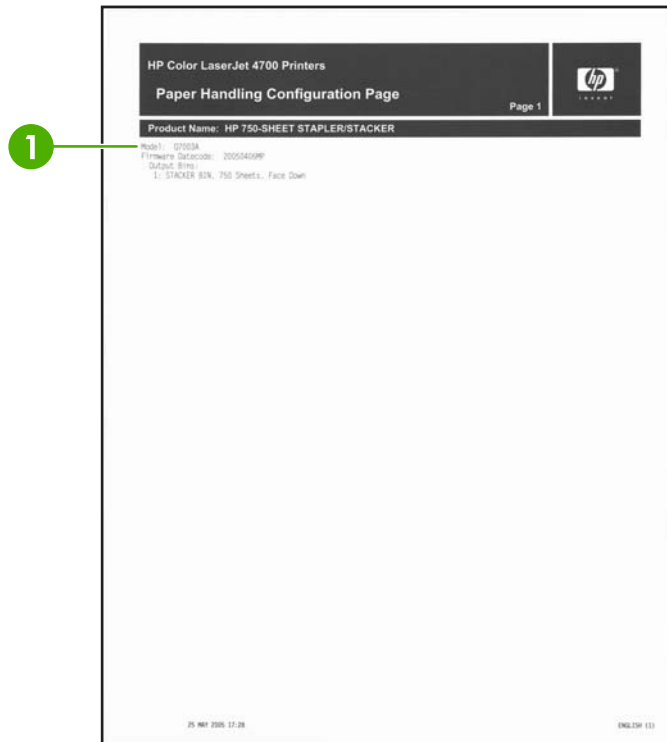 HP Color LaserJet 4700 Printers
Paper Handling Configuration Page
Page 1
hp
invent
Product Name: HP 750-SHEET STAPLER/STACKER
1
Model: Q7003A
Firmware Datecode: 20050406MP
Output Bins:
1: STACKER BIN, 750 Sheets, Face Down
25 MAY 2005 17:28
ENGLISH (1)